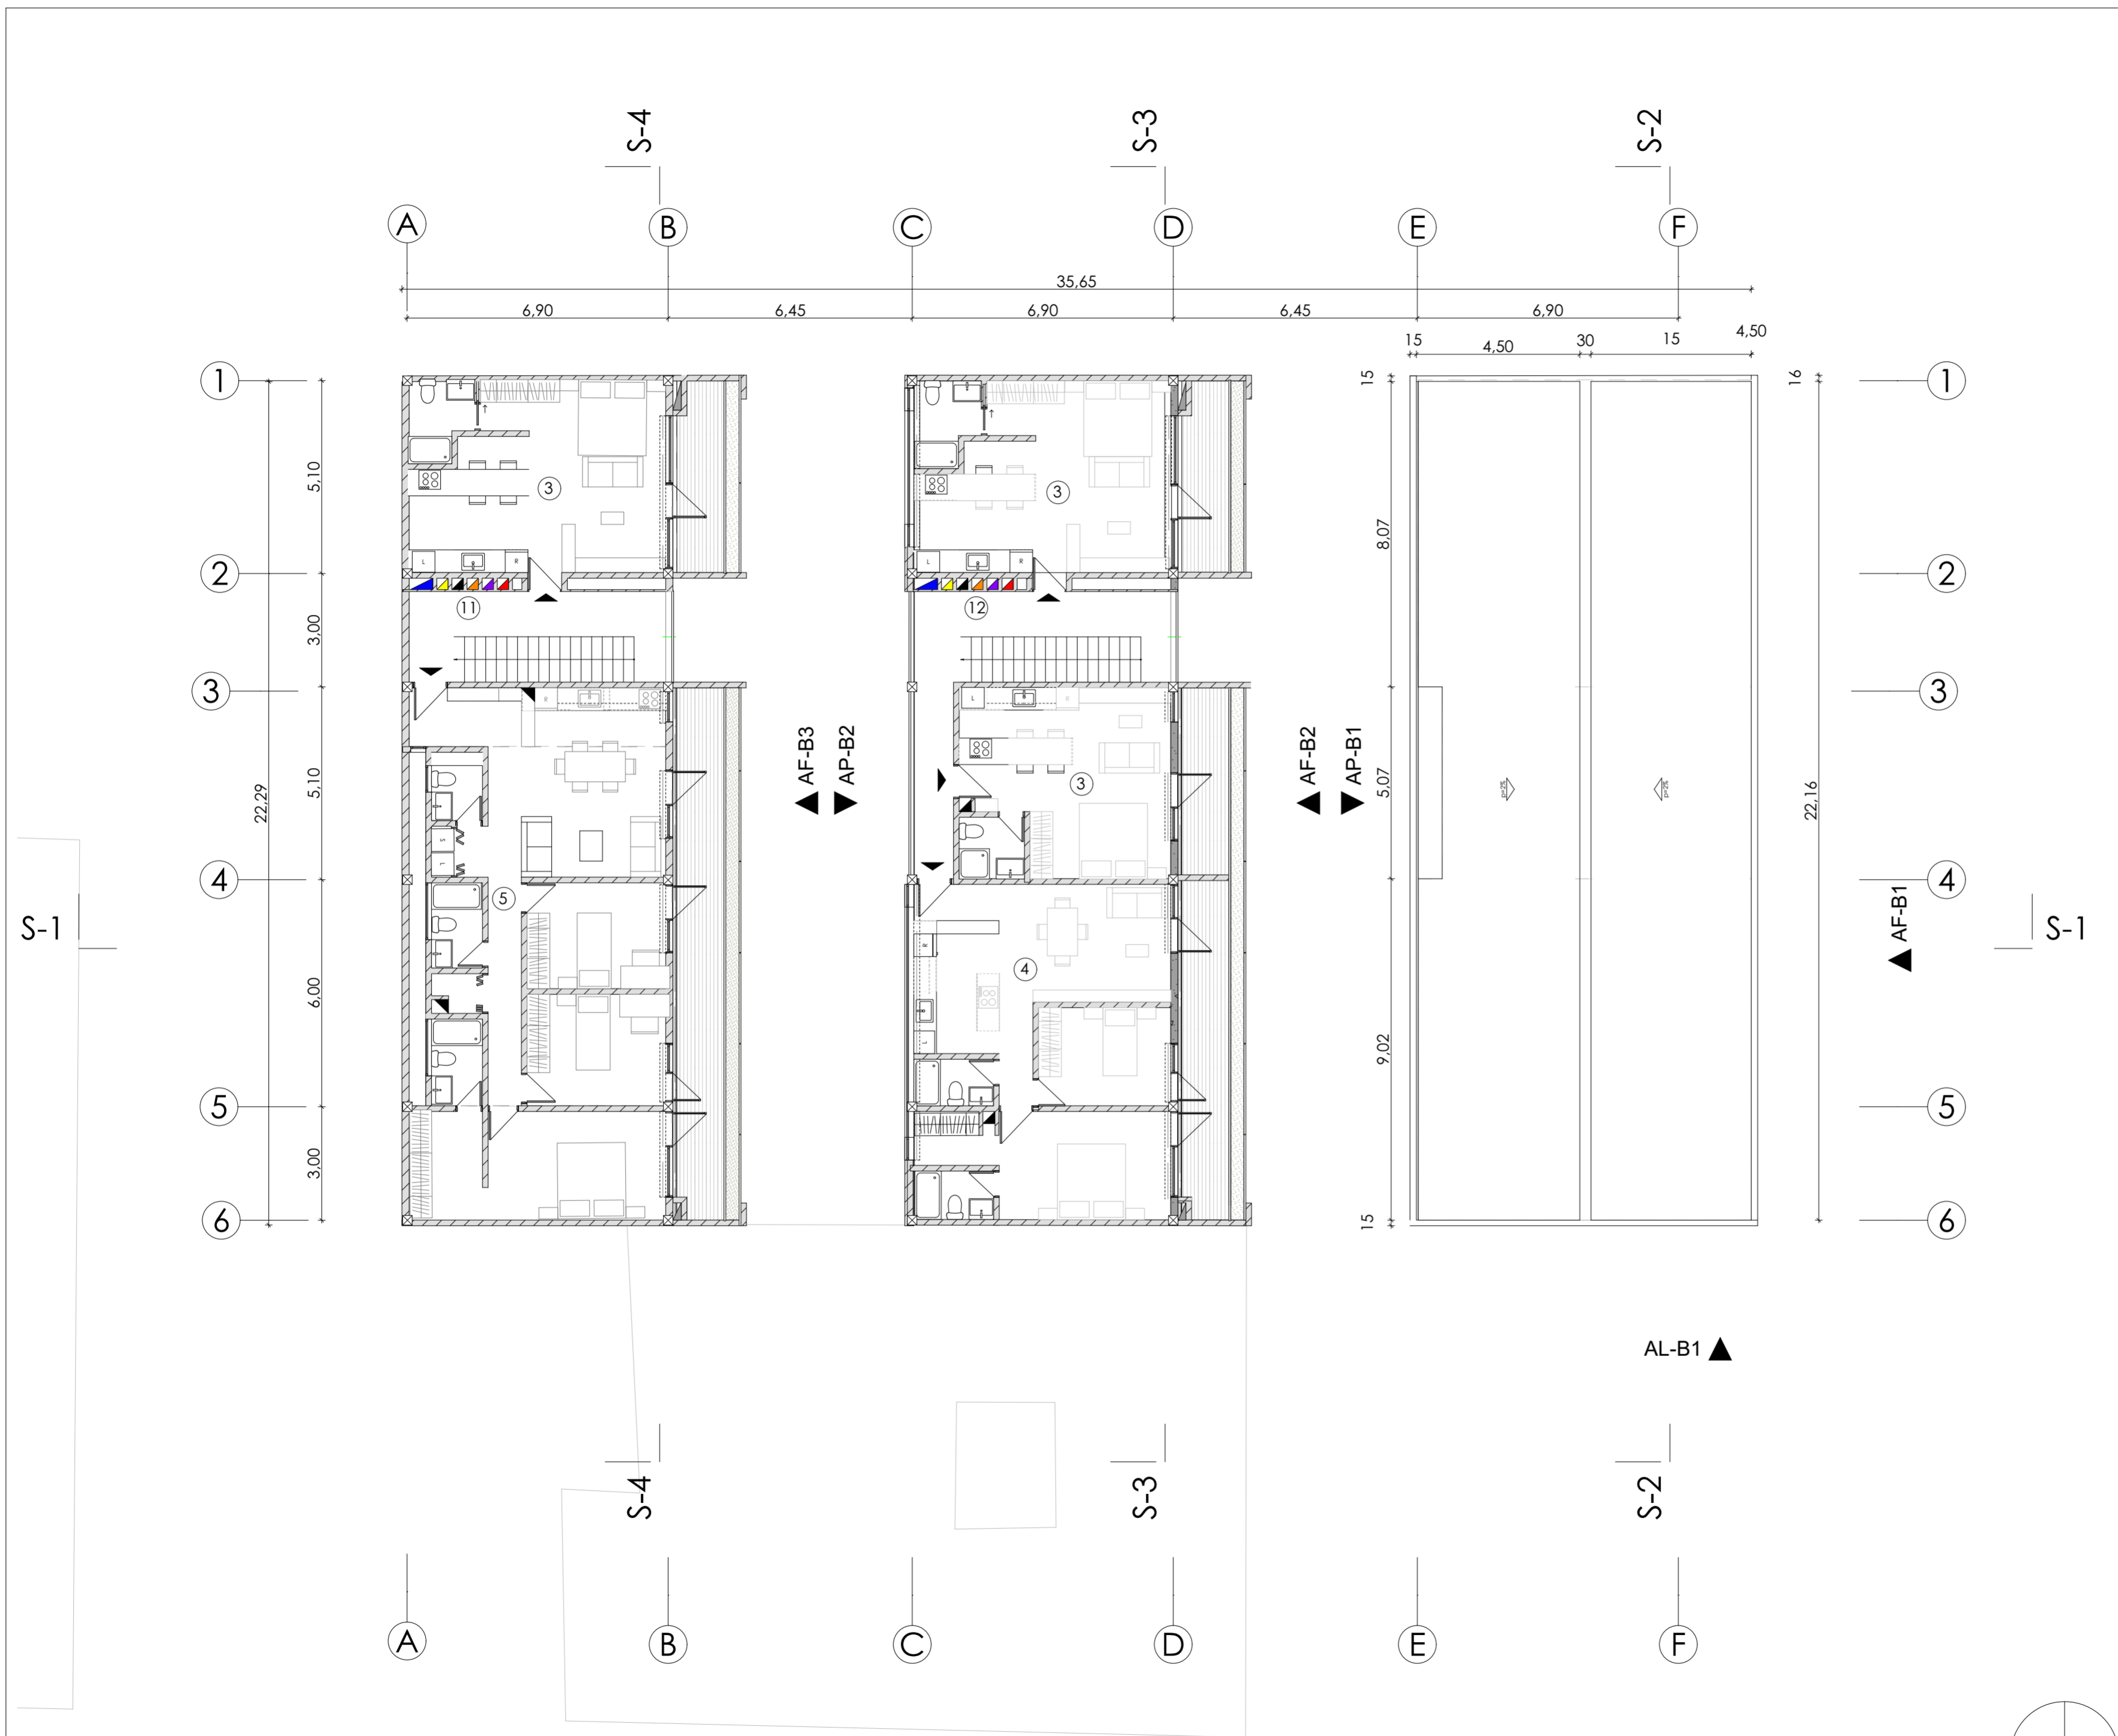 S-4 S-3 S-2
A B C D E F
35,65
6,90 6,45 6,90 6,45 6,90
15 4,50 30 15 4,50
1 15 16 1
5,10
3 3
8,07
L R L R
2 2
11 12
3,00
3 3
R L R
AF-B3 AP-B2 AF-B2 AP-B1
3
p=2% p=2%
5,10 5,07
22,29 22,16
S
L
4 4
5
AF-B1
S-1 S-1
R
4
6,00
L
9,02
5 5
3,00
6 15 6
AL-B1
S-4 S-3 S-2
A B C D E F